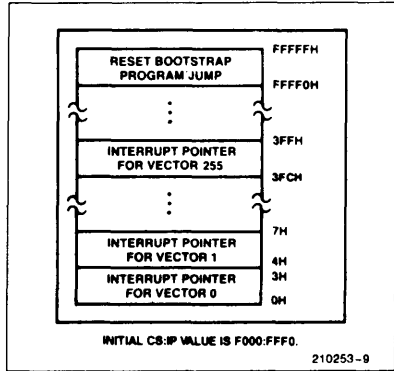 FFFFFH
RESET BOOTSTRAP
PROGRAM JUMP
FFFF0H
3FFH
INTERRUPT POINTER
FOR VECTOR 255
3FCH
7H
INTERRUPT POINTER
FOR VECTOR 1
4H
3H
INTERRUPT POINTER
FOR VECTOR 0
0H
INITIAL CS:IP VALUE IS F000:FFF0.
210253-9